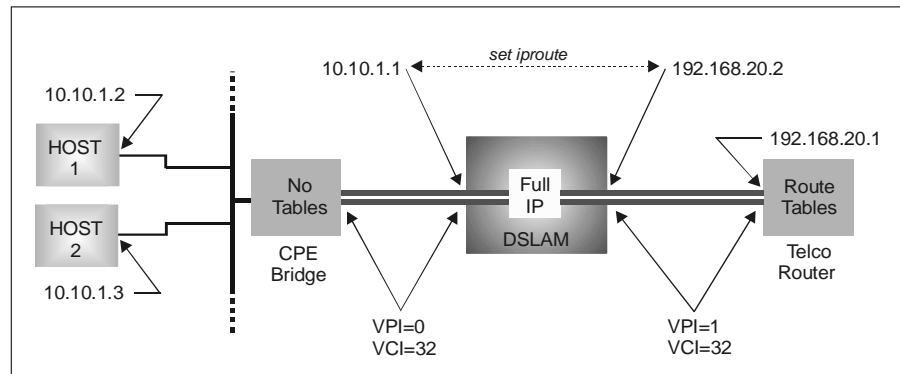 set iproute
10.10.1.1
192.168.20.2
10.10.1.2
HOST
1
192.168.20.1
No
Tables
Full
IP
DSLAM
Route
Tables
HOST
2
CPE
Bridge
Telco
Router
10.10.1.3
VPI=0
VCI=32
VPI=1
VCI=32